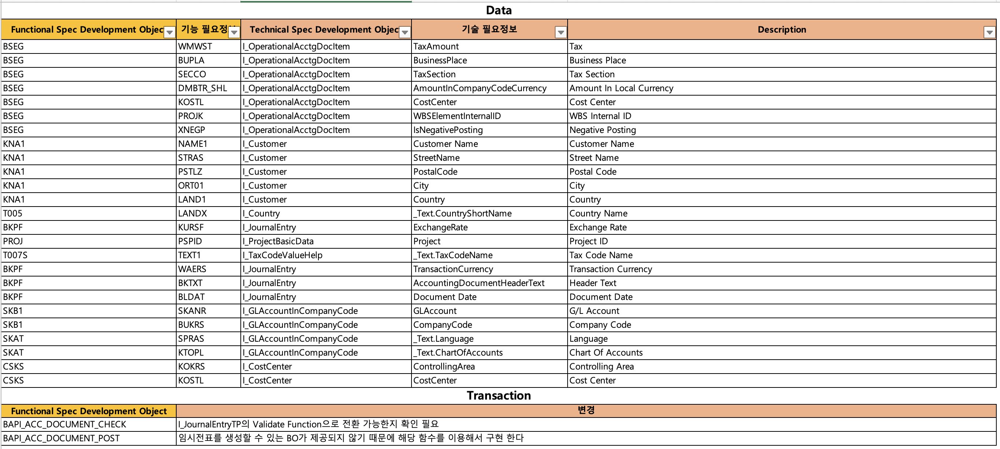 Data
Functional Spec Development Objec 기능 필요정 Technical Spec Development Objec 기술 필요정보 Description
BSEG WMWST I_OperationalAcctgDocItem TaxAmount Tax
BSEG BUPLA I_OperationalAcctgDocItem BusinessPlace Business Place
BSEG SECCO I_OperationalAcctgDocItem TaxSection Tax Section
BSEG DMBTR_SHL I_OperationalAcctgDocItem AmountInCompanyCodeCurrency Amount In Local Currency
BSEG KOSTL I_OperationalAcctgDocItem CostCenter Cost Center
BSEG PROJK I_OperationalAcctgDocItem WBSElementInternalID WBS Internal ID
BSEG XNEGP I_OperationalAcctgDocItem IsNegativePosting Negative Posting
KNA1 NAME1 I_Customer Customer Name Customer Name
KNA1 STRAS I_Customer StreetName Street Name
KNA1 PSTLZ I_Customer PostalCode Postal Code
KNA1 ORT01 I_Customer City City
KNA1 LAND1 I_Customer Country Country
T005 LANDX I_Country _Text.CountryShortName Country Name
BKPF KURSF I_JournalEntry ExchangeRate Exchange Rate
PROJ PSPID I_ProjectBasicData Project Project ID
T007S TEXT1 I_TaxCodeValueHelp _Text.TaxCodeName Tax Code Name
BKPF WAERS I_JournalEntry TransactionCurrency Transaction Currency
BKPF BKTXT I_JournalEntry AccountingDocumentHeaderText Header Text
BKPF BLDAT I_JournalEntry Document Date Document Date
SKB1 SKANR I_GLAccountInCompanyCode GLAccount G/L Account
SKB1 BUKRS I_GLAccountInCompanyCode CompanyCode Company Code
SKAT SPRAS I_GLAccountInCompanyCode _Text.Language Language
SKAT KTOPL I_GLAccountInCompanyCode _Text.ChartOfAccounts Chart Of Accounts
CSKS KOKRS I_CostCenter ControllingArea Controlling Area
CSKS KOSTL I_CostCenter CostCenter Cost Center
Transaction
Functional Spec Development Object 변경
BAPI_ACC_DOCUMENT_CHECK I_JournalEntryTP의 Validate Function으로 전환 가능한지 확인 필요
BAPI_ACC_DOCUMENT_POST 임시전표를 생성할 수 있는 BO가 제공되지 않기 때문에 해당 함수를 이용해서 구현 한다